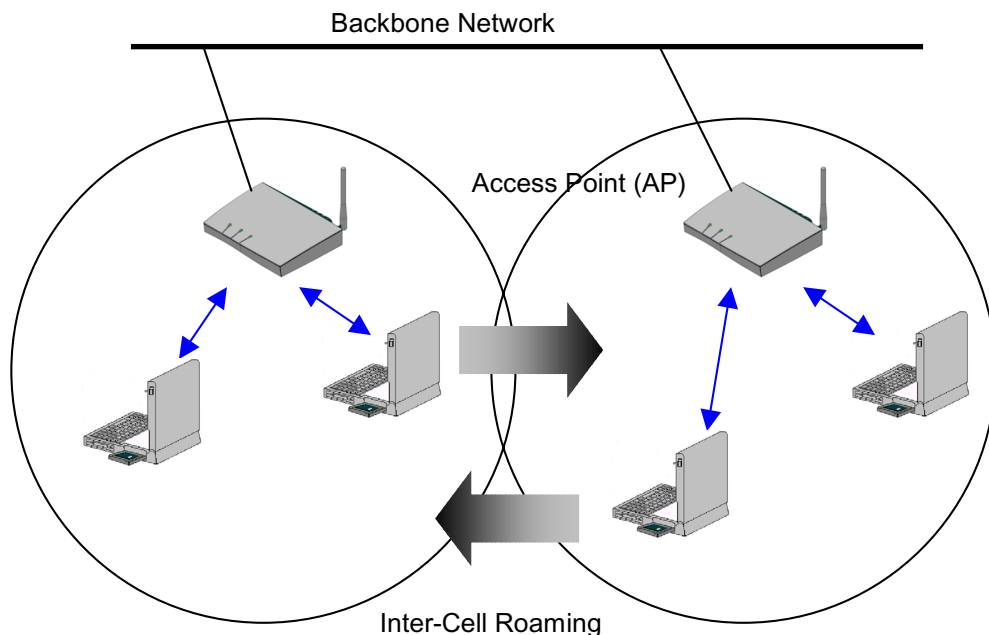 Backbone Network
Access Point (AP)
Inter-Cell Roaming